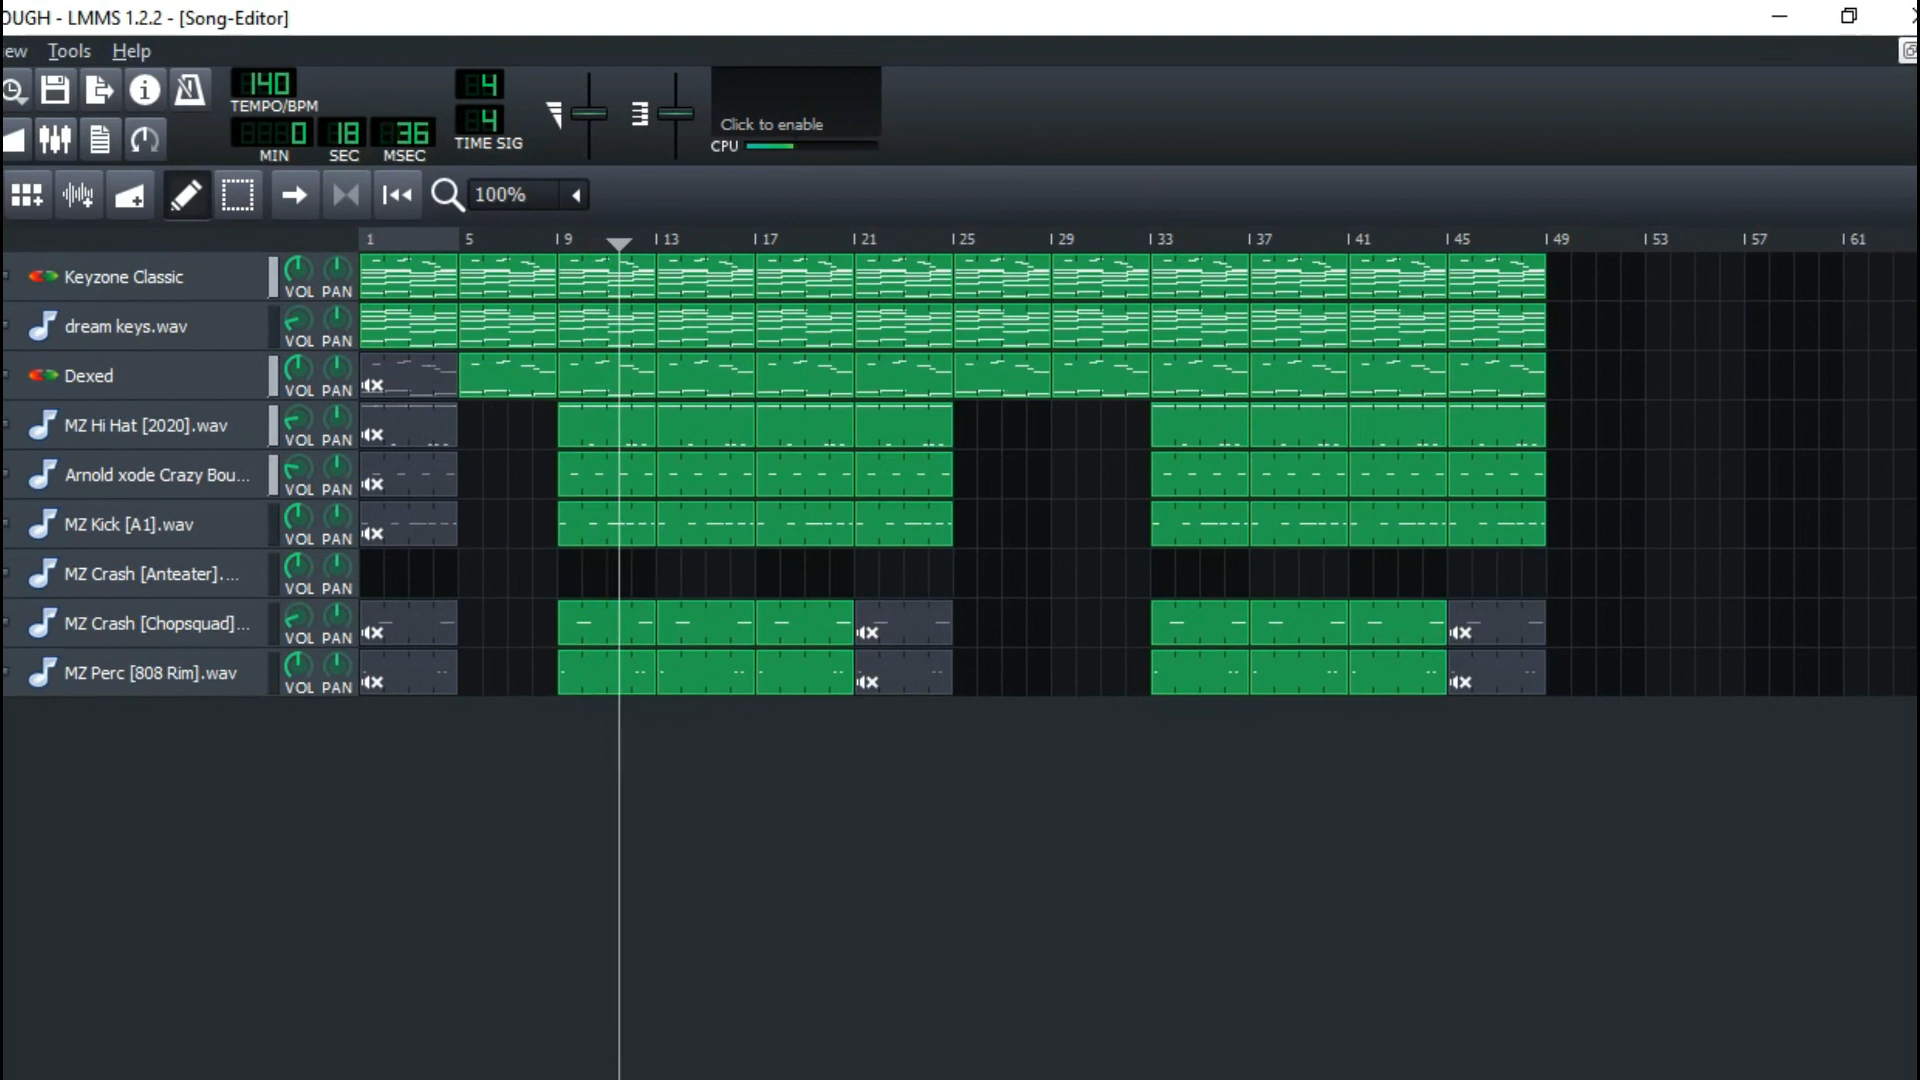 OUGH - LMMS 1.2.2 - [Song-Editor]
ew Tools Help
140
TEMPO/BPM
4
4
TIME SIG
0 18 36
MIN SEC MSEC
Click to enable
CPU
100%
1 5 9 13 17 21 25 29 33 37 41 45 49 53 57 61
Keyzone Classic VOL PAN
dream keys.wav VOL PAN
Dexed VOL PAN
MZ Hi Hat [2020].wav VOL PAN
Arnold xode Crazy Bou... VOL PAN
MZ Kick [A1].wav VOL PAN
MZ Crash [Anteater].... VOL PAN
MZ Crash [Chopsquad]... VOL PAN
MZ Perc [808 Rim].wav VOL PAN